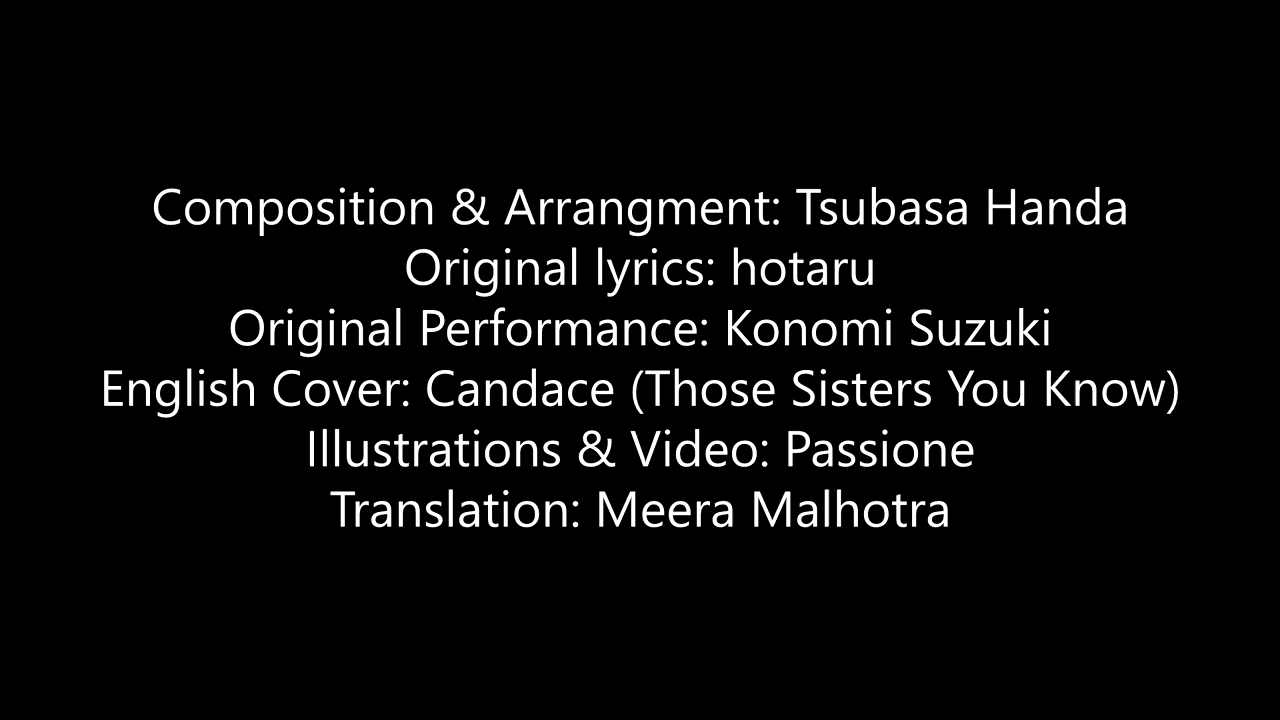 Composition & Arrangment: Tsubasa Handa
Original lyrics: hotaru
Original Performance: Konomi Suzuki
English Cover: Candace (Those Sisters You Know)
Illustrations & Video: Passione
Translation: Meera Malhotra